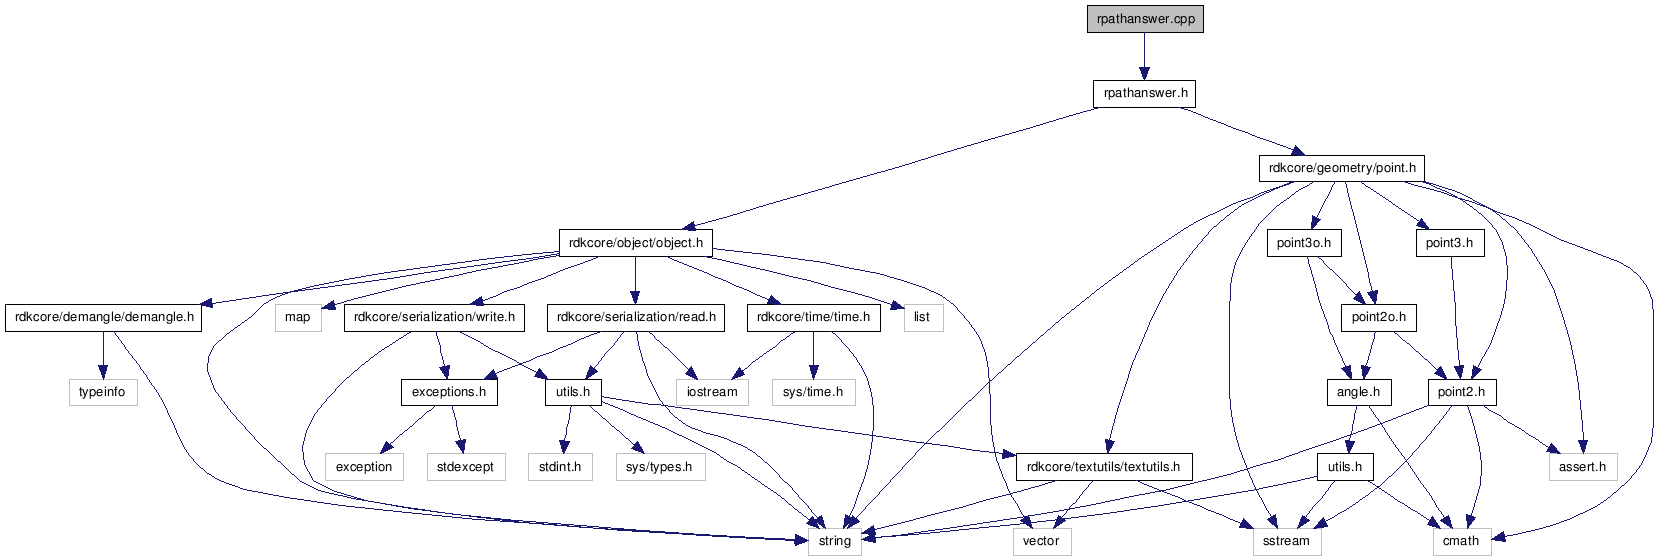 rpathanswer.cpp
rpathanswer.h
rdkcore/geometry/point.h
rdkcore/object/object.h
point3o.h
point3.h
rdkcore/demangle/demangle.h
map
rdkcore/serialization/write.h
rdkcore/serialization/read.h
rdkcore/time/time.h
list
point2o.h
typeinfo
exceptions.h
utils.h
iostream
sys/time.h
angle.h
point2.h
exception
stdexcept
stdint.h
sys/types.h
rdkcore/textutils/textutils.h
utils.h
assert.h
string
vector
sstream
cmath